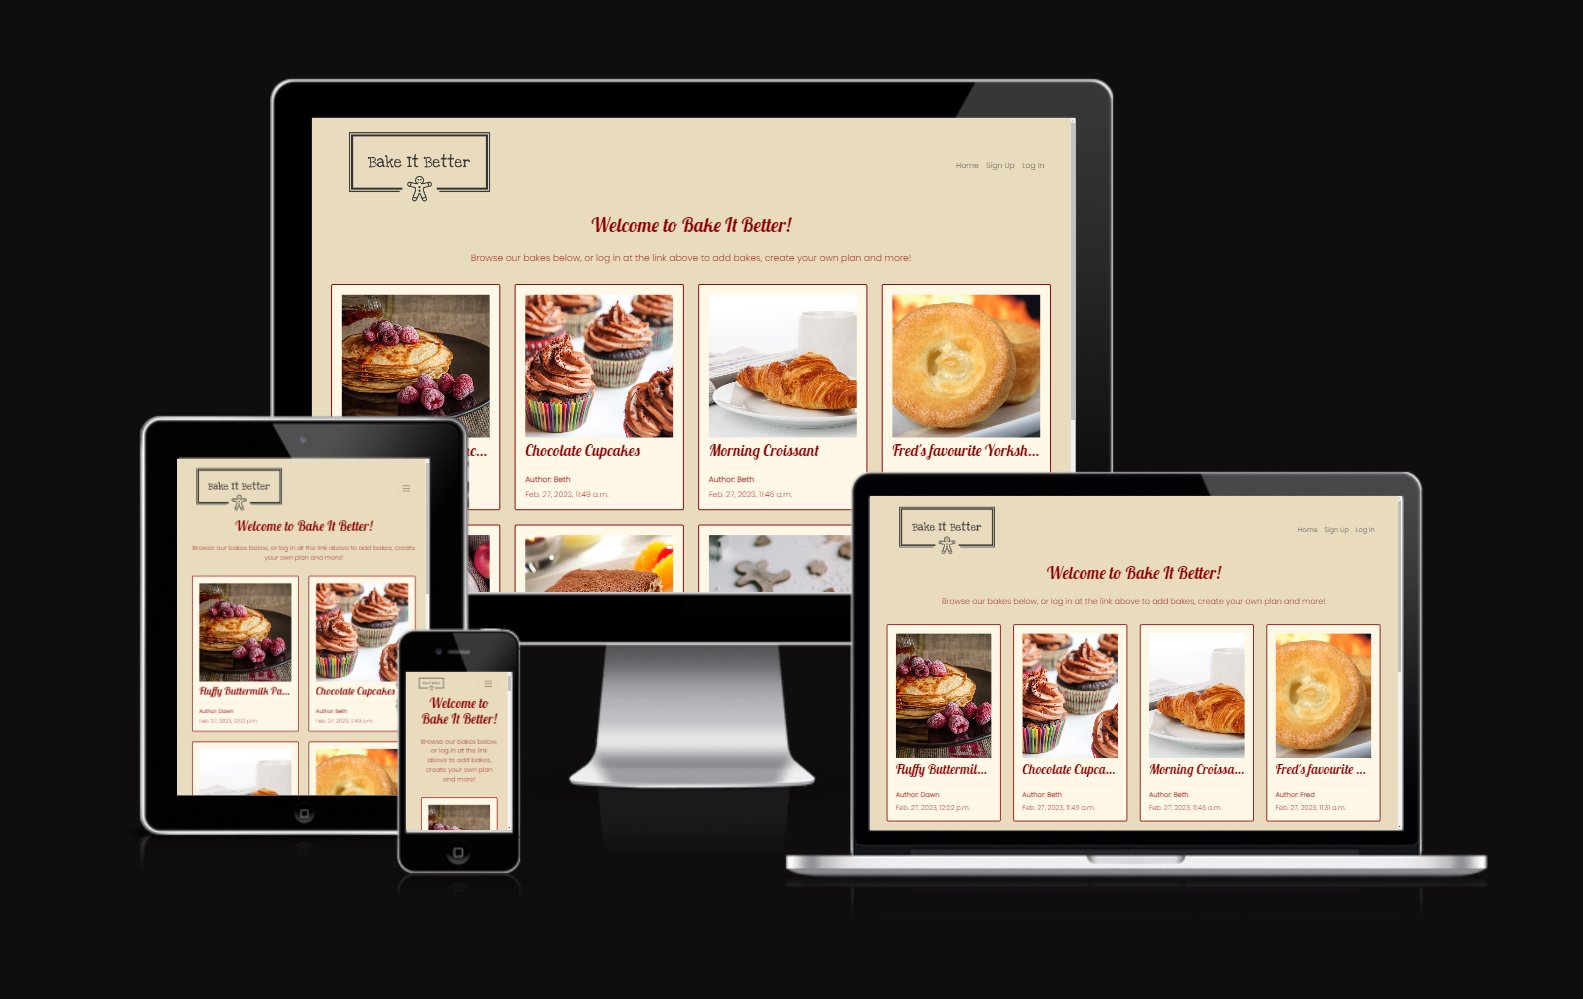 Bake It Better
Home Sign Up Log In
Welcome to Bake It Better!
Browse our bakes below, or log in at the link above to add bakes, create your own plan and more!
nc...
Chocolate Cupcakes
Author: Beth
Feb. 27, 2023, 11:49 a.m.
Morning Croissant
Author: Beth
Feb. 27, 2023, 11:46 a.m.
Fred's favourite Yorksh...
Bake It Better
Welcome to Bake It Better!
Browse our bakes below, or log in at the link above to add bakes, create
your own plan and more!
Fluffy Buttermilk Pa...
Author: Dawn
Feb. 27, 2023, 12:02 p.m.
Chocolate Cupcakes
Author: Beth
Feb. 27, 2023, 11:49 a.m.
Bake It Better
Welcome to
Bake It Better!
Browse our bakes below,
or log in at the link
above to add bakes,
create your own plan
and more!
Bake It Better
Home Sign Up Log In
Welcome to Bake It Better!
Browse our bakes below, or log in at the link above to add bakes, create your own plan and more!
Fluffy Buttermil...
Author: Dawn
Feb. 27, 2023, 12:02 p.m.
Chocolate Cupca...
Author: Beth
Feb. 27, 2023, 11:49 a.m.
Morning Croissa...
Author: Beth
Feb. 27, 2023, 11:46 a.m.
Fred's favourite ...
Author: Fred
Feb. 27, 2023, 11:31 a.m.